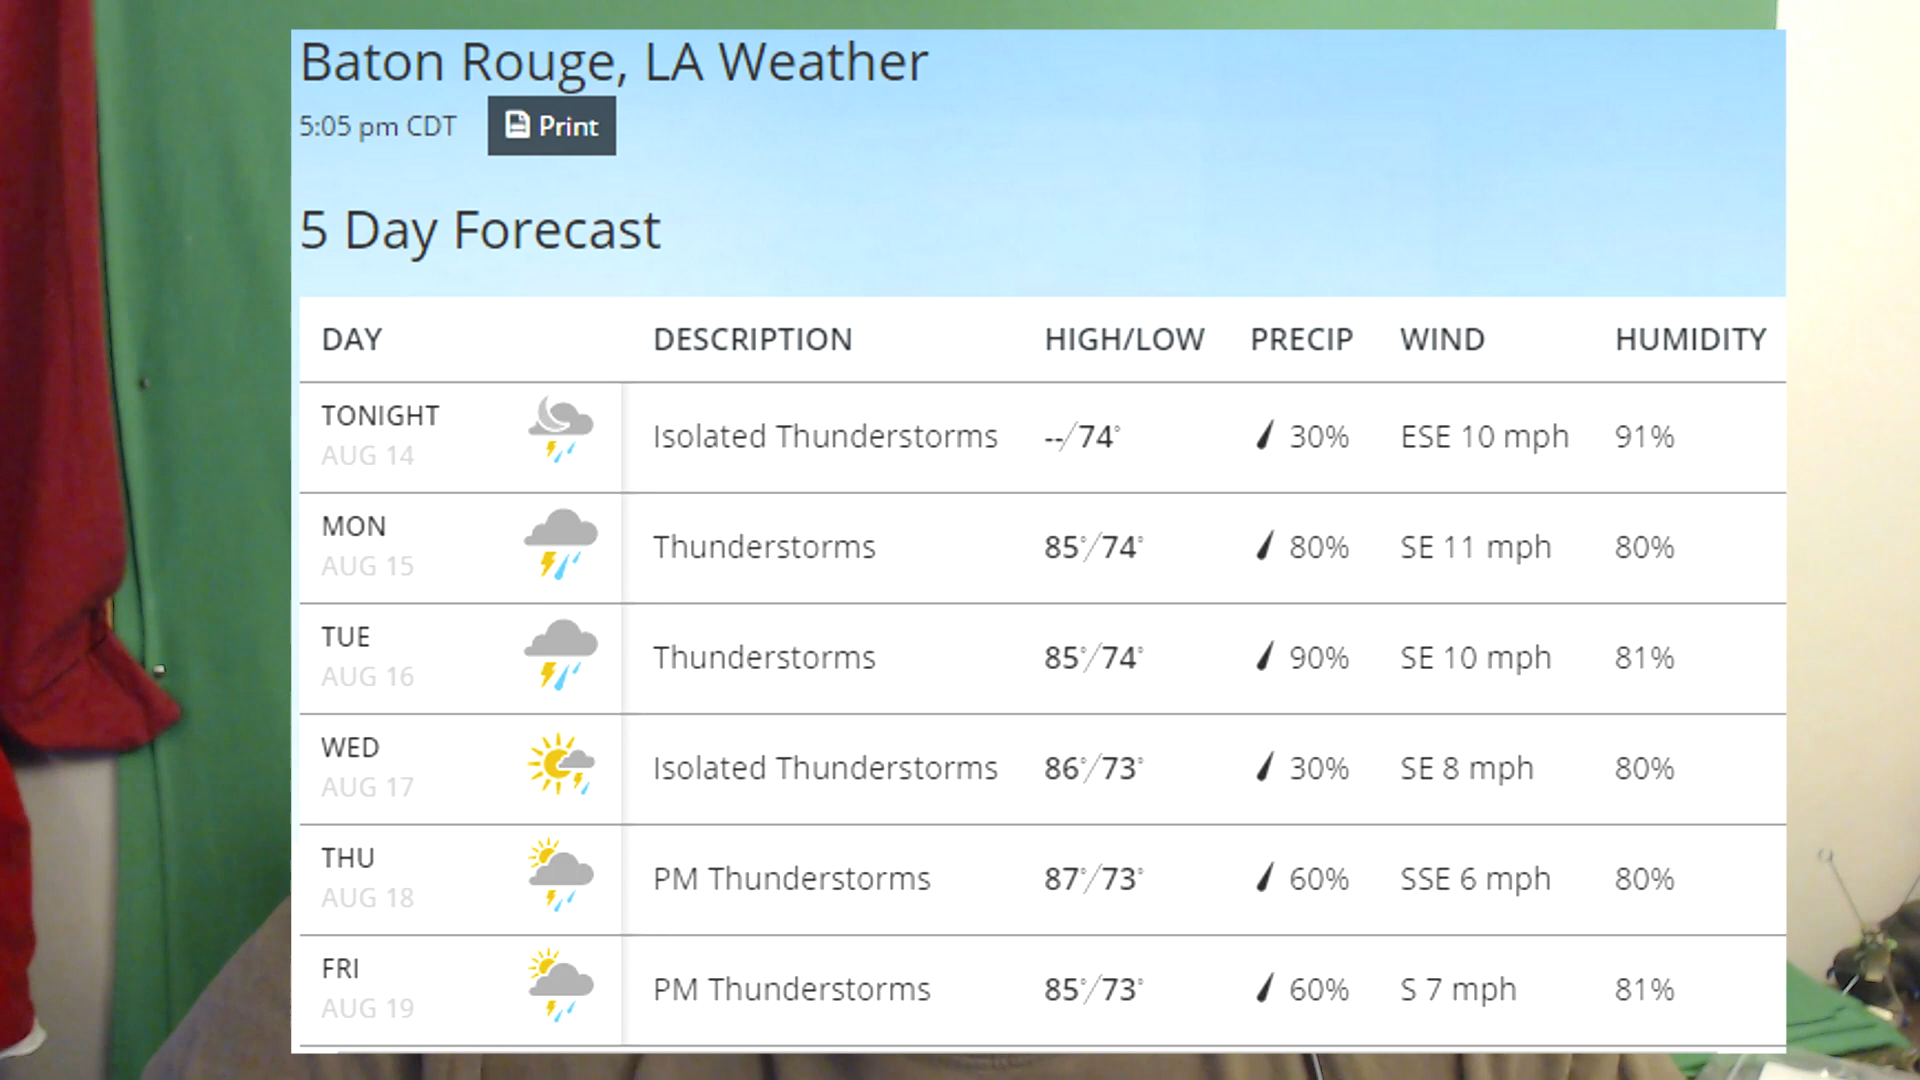 Baton Rouge, LA Weather
5:05 pm CDT Print
5 Day Forecast
DAY DESCRIPTION HIGH/LOW PRECIP WIND HUMIDITY
TONIGHT
AUG 14
Isolated Thunderstorms --/74° 30% ESE 10 mph 91%
MON
AUG 15
Thunderstorms 85°/74° 80% SE 11 mph 80%
TUE
AUG 16
Thunderstorms 85°/74° 90% SE 10 mph 81%
WED
AUG 17
Isolated Thunderstorms 86°/73° 30% SE 8 mph 80%
THU
AUG 18
PM Thunderstorms 87°/73° 60% SSE 6 mph 80%
FRI
AUG 19
PM Thunderstorms 85°/73° 60% S 7 mph 81%